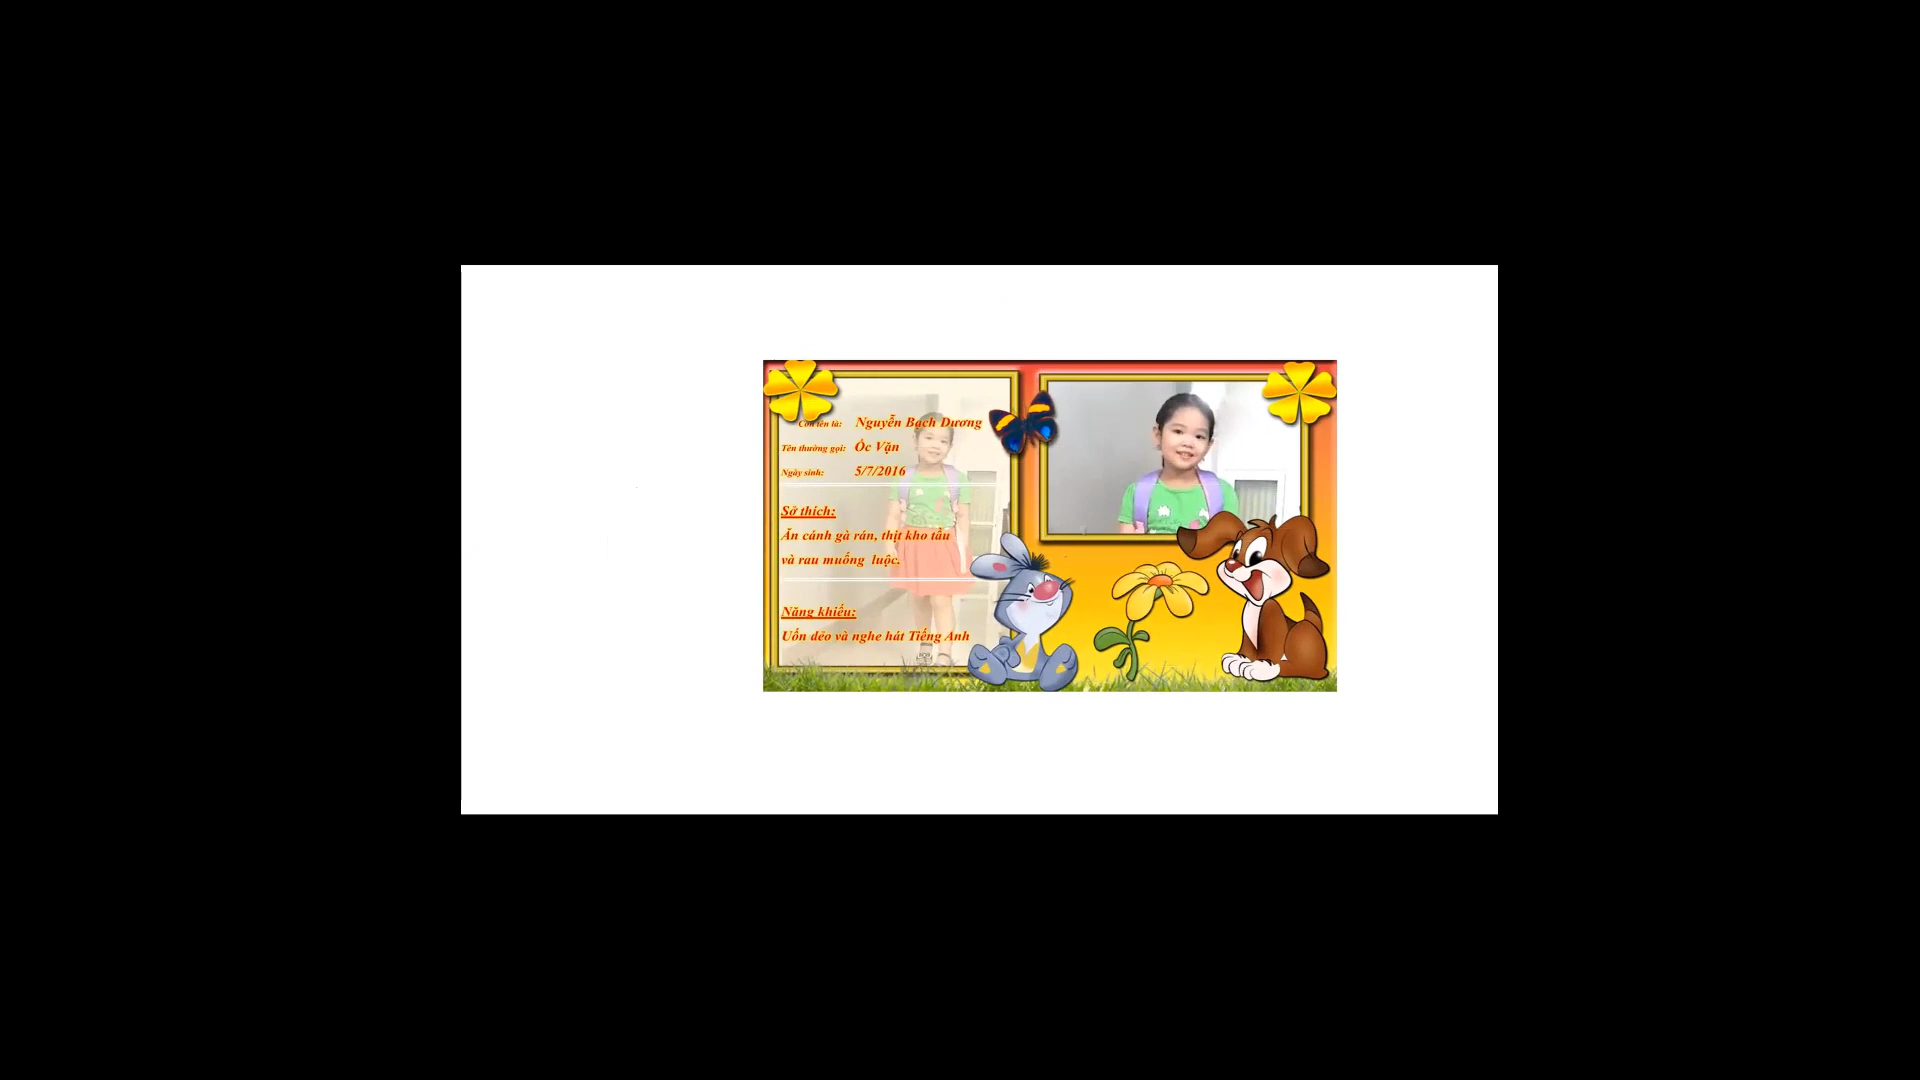 Con tên là: Nguyễn Bạch Dương
Tên thường gọi: Ốc Vặn
Ngày sinh: 5/7/2016
Sở thích:
Ăn cánh gà rán, thịt kho tầu
và rau muống luộc.
Năng khiếu:
Uốn dẻo và nghe hát Tiếng Anh